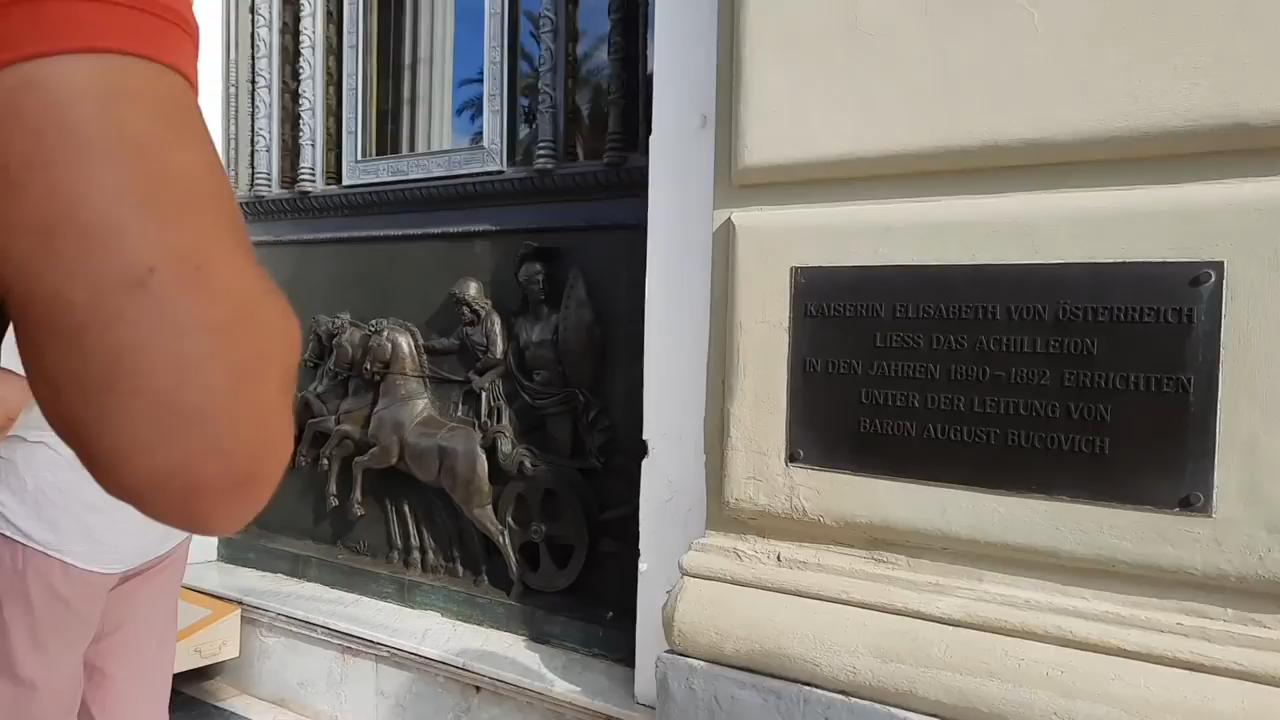 KAISERIN ELISABETH VON ÖSTERREICH
LIESS DAS ACHILLEION
IN DEN JAHREN 1890-1892 ERRICHTEN
UNTER DER LEITUNG VON
BARON AUGUST BUCOVICH